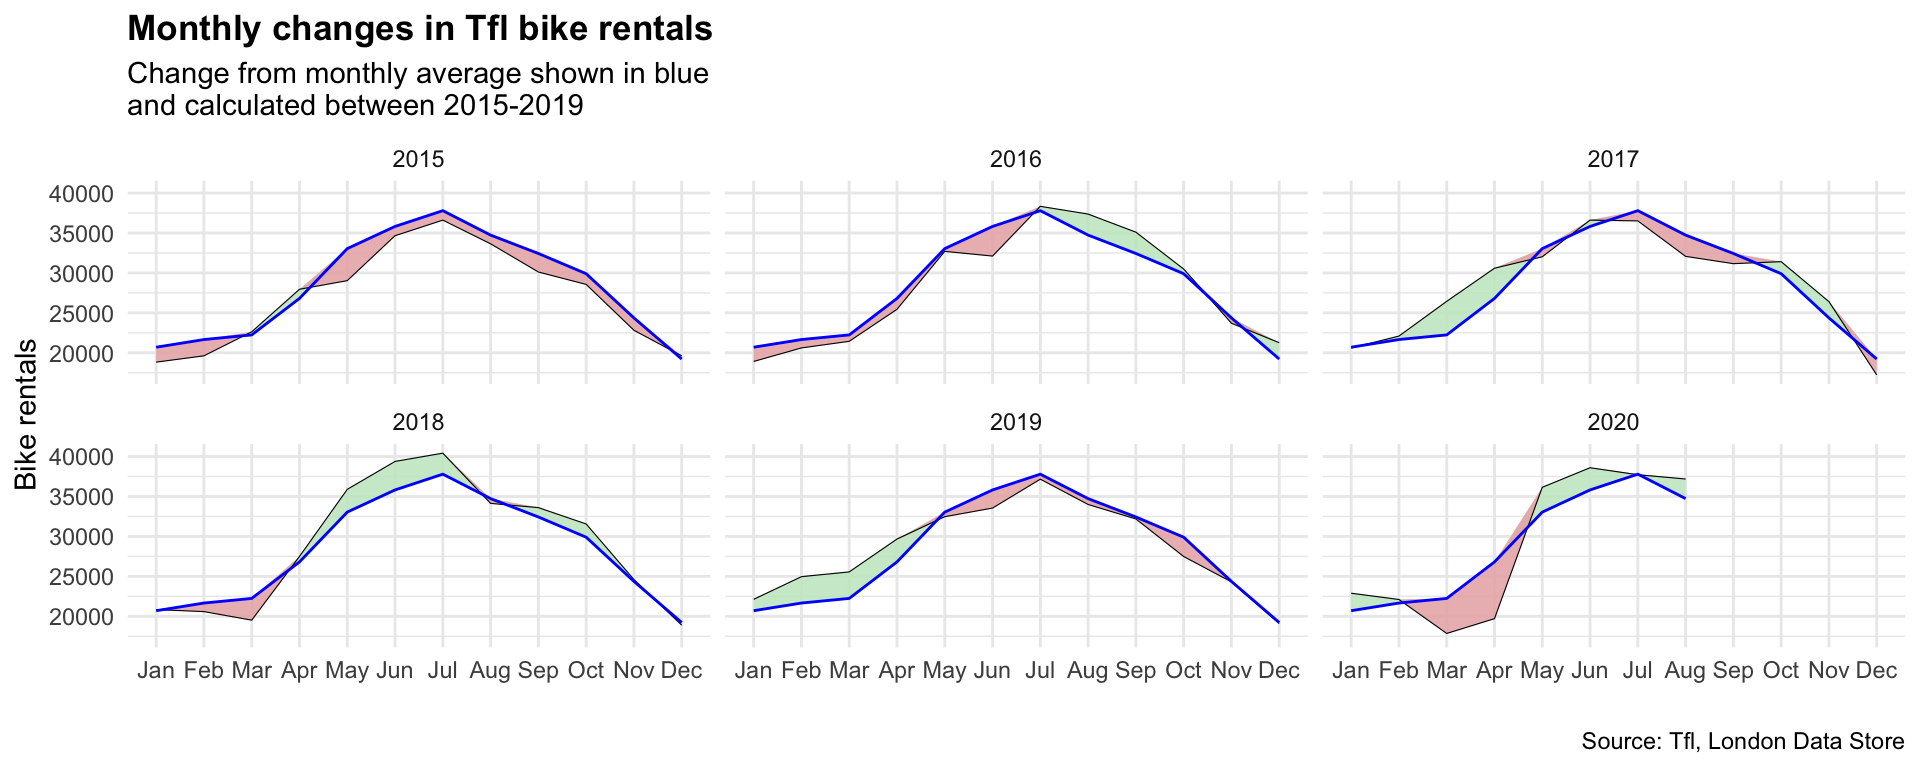 Monthly changes in Tfl bike rentals
Change from monthly average shown in blue
and calculated between 2015-2019
Bike rentals
2015
2016
2017
40000
35000
30000
25000
20000
2018
2019
2020
40000
35000
30000
25000
20000
Jan Feb Mar Apr May Jun Jul Aug Sep Oct Nov Dec
Jan Feb Mar Apr May Jun Jul Aug Sep Oct Nov Dec
Jan Feb Mar Apr May Jun Jul Aug Sep Oct Nov Dec
Source: Tfl, London Data Store